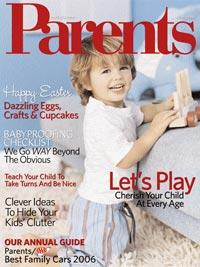 Parents
Happy Easter
Dazzling Eggs,
Crafts & Cupcakes
BABYPROOFING
CHECKLIST
We Go WAY Beyond
The Obvious
Teach Your Child To
Take Turns And Be Nice
Clever Ideas
To Hide Your
Kids' Clutter
Let's Play
Cherish Your Child
At Every Age
OUR ANNUAL GUIDE
Parents/
Best Family Cars 2006